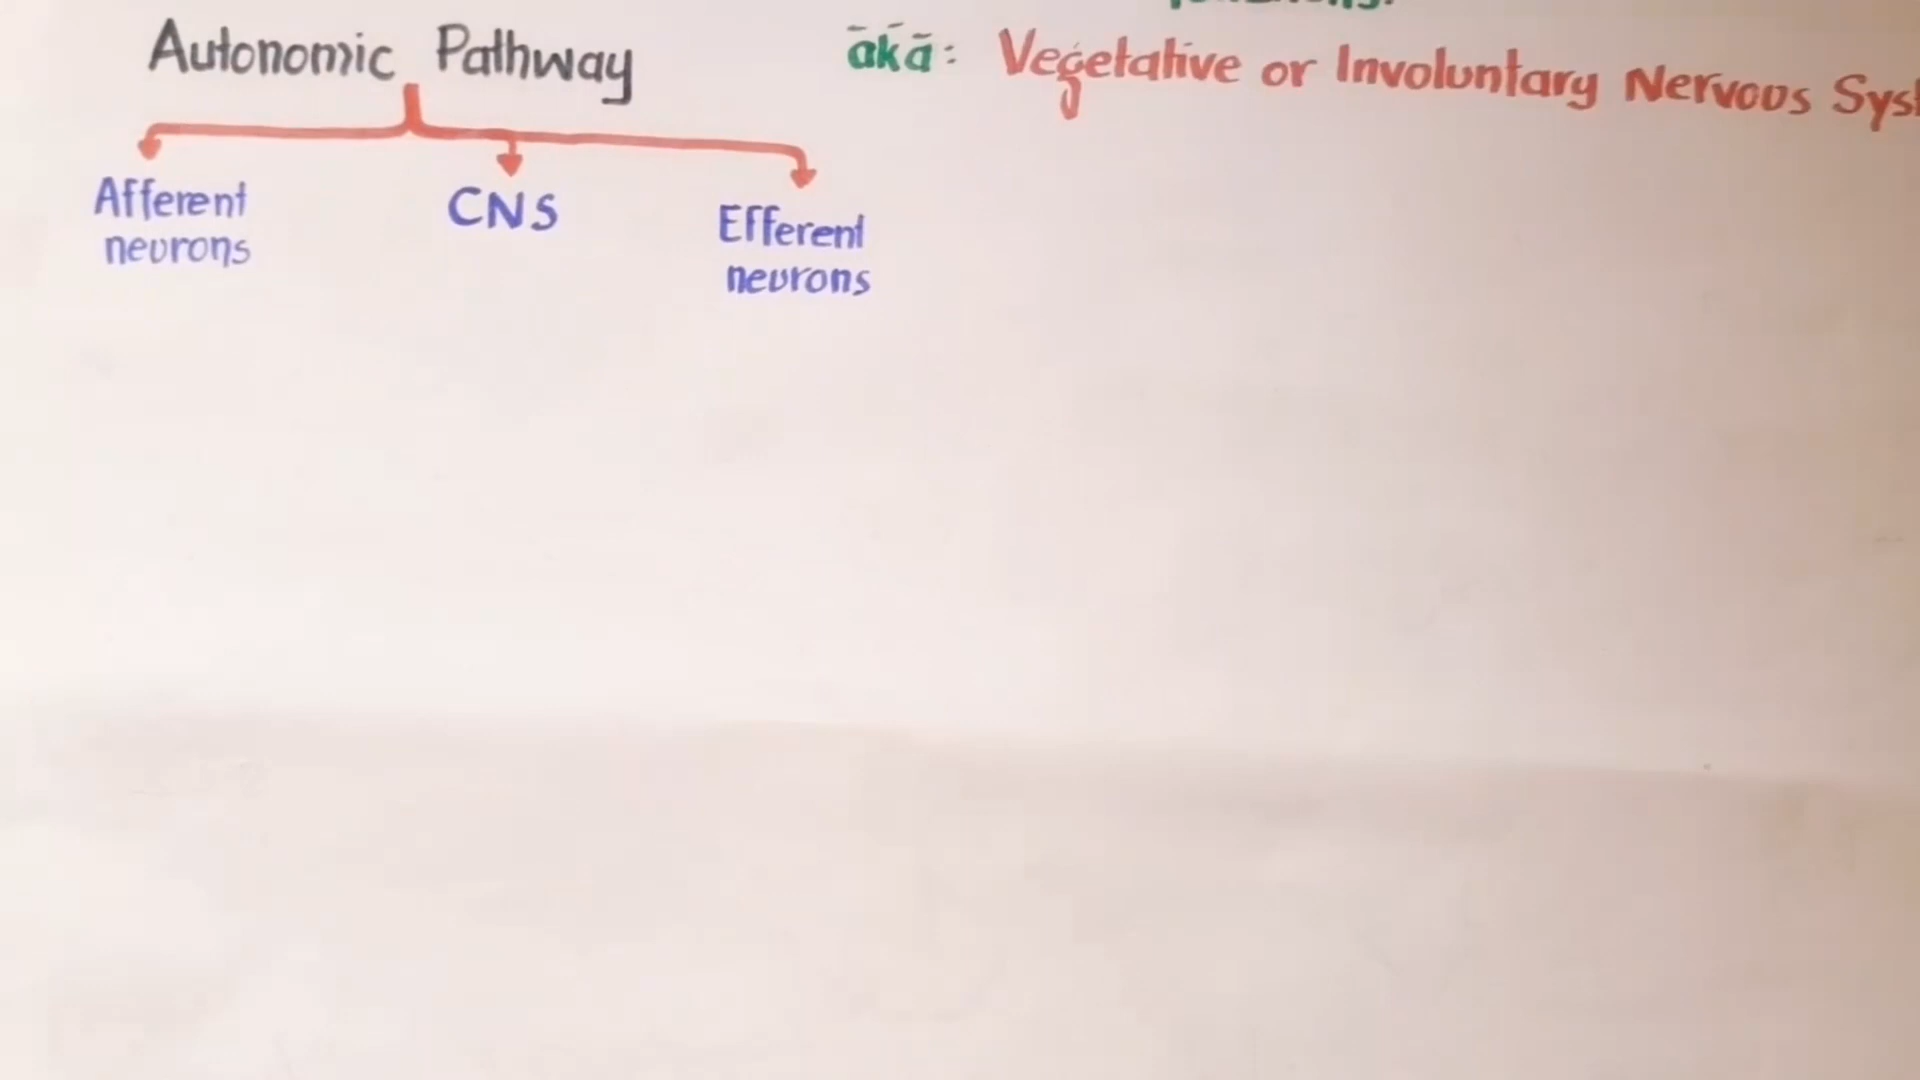 Autonomic Pathway
ākā: Vegetative or Involuntary Nervous
Afferent
neurons
CNS
Efferent
neurons